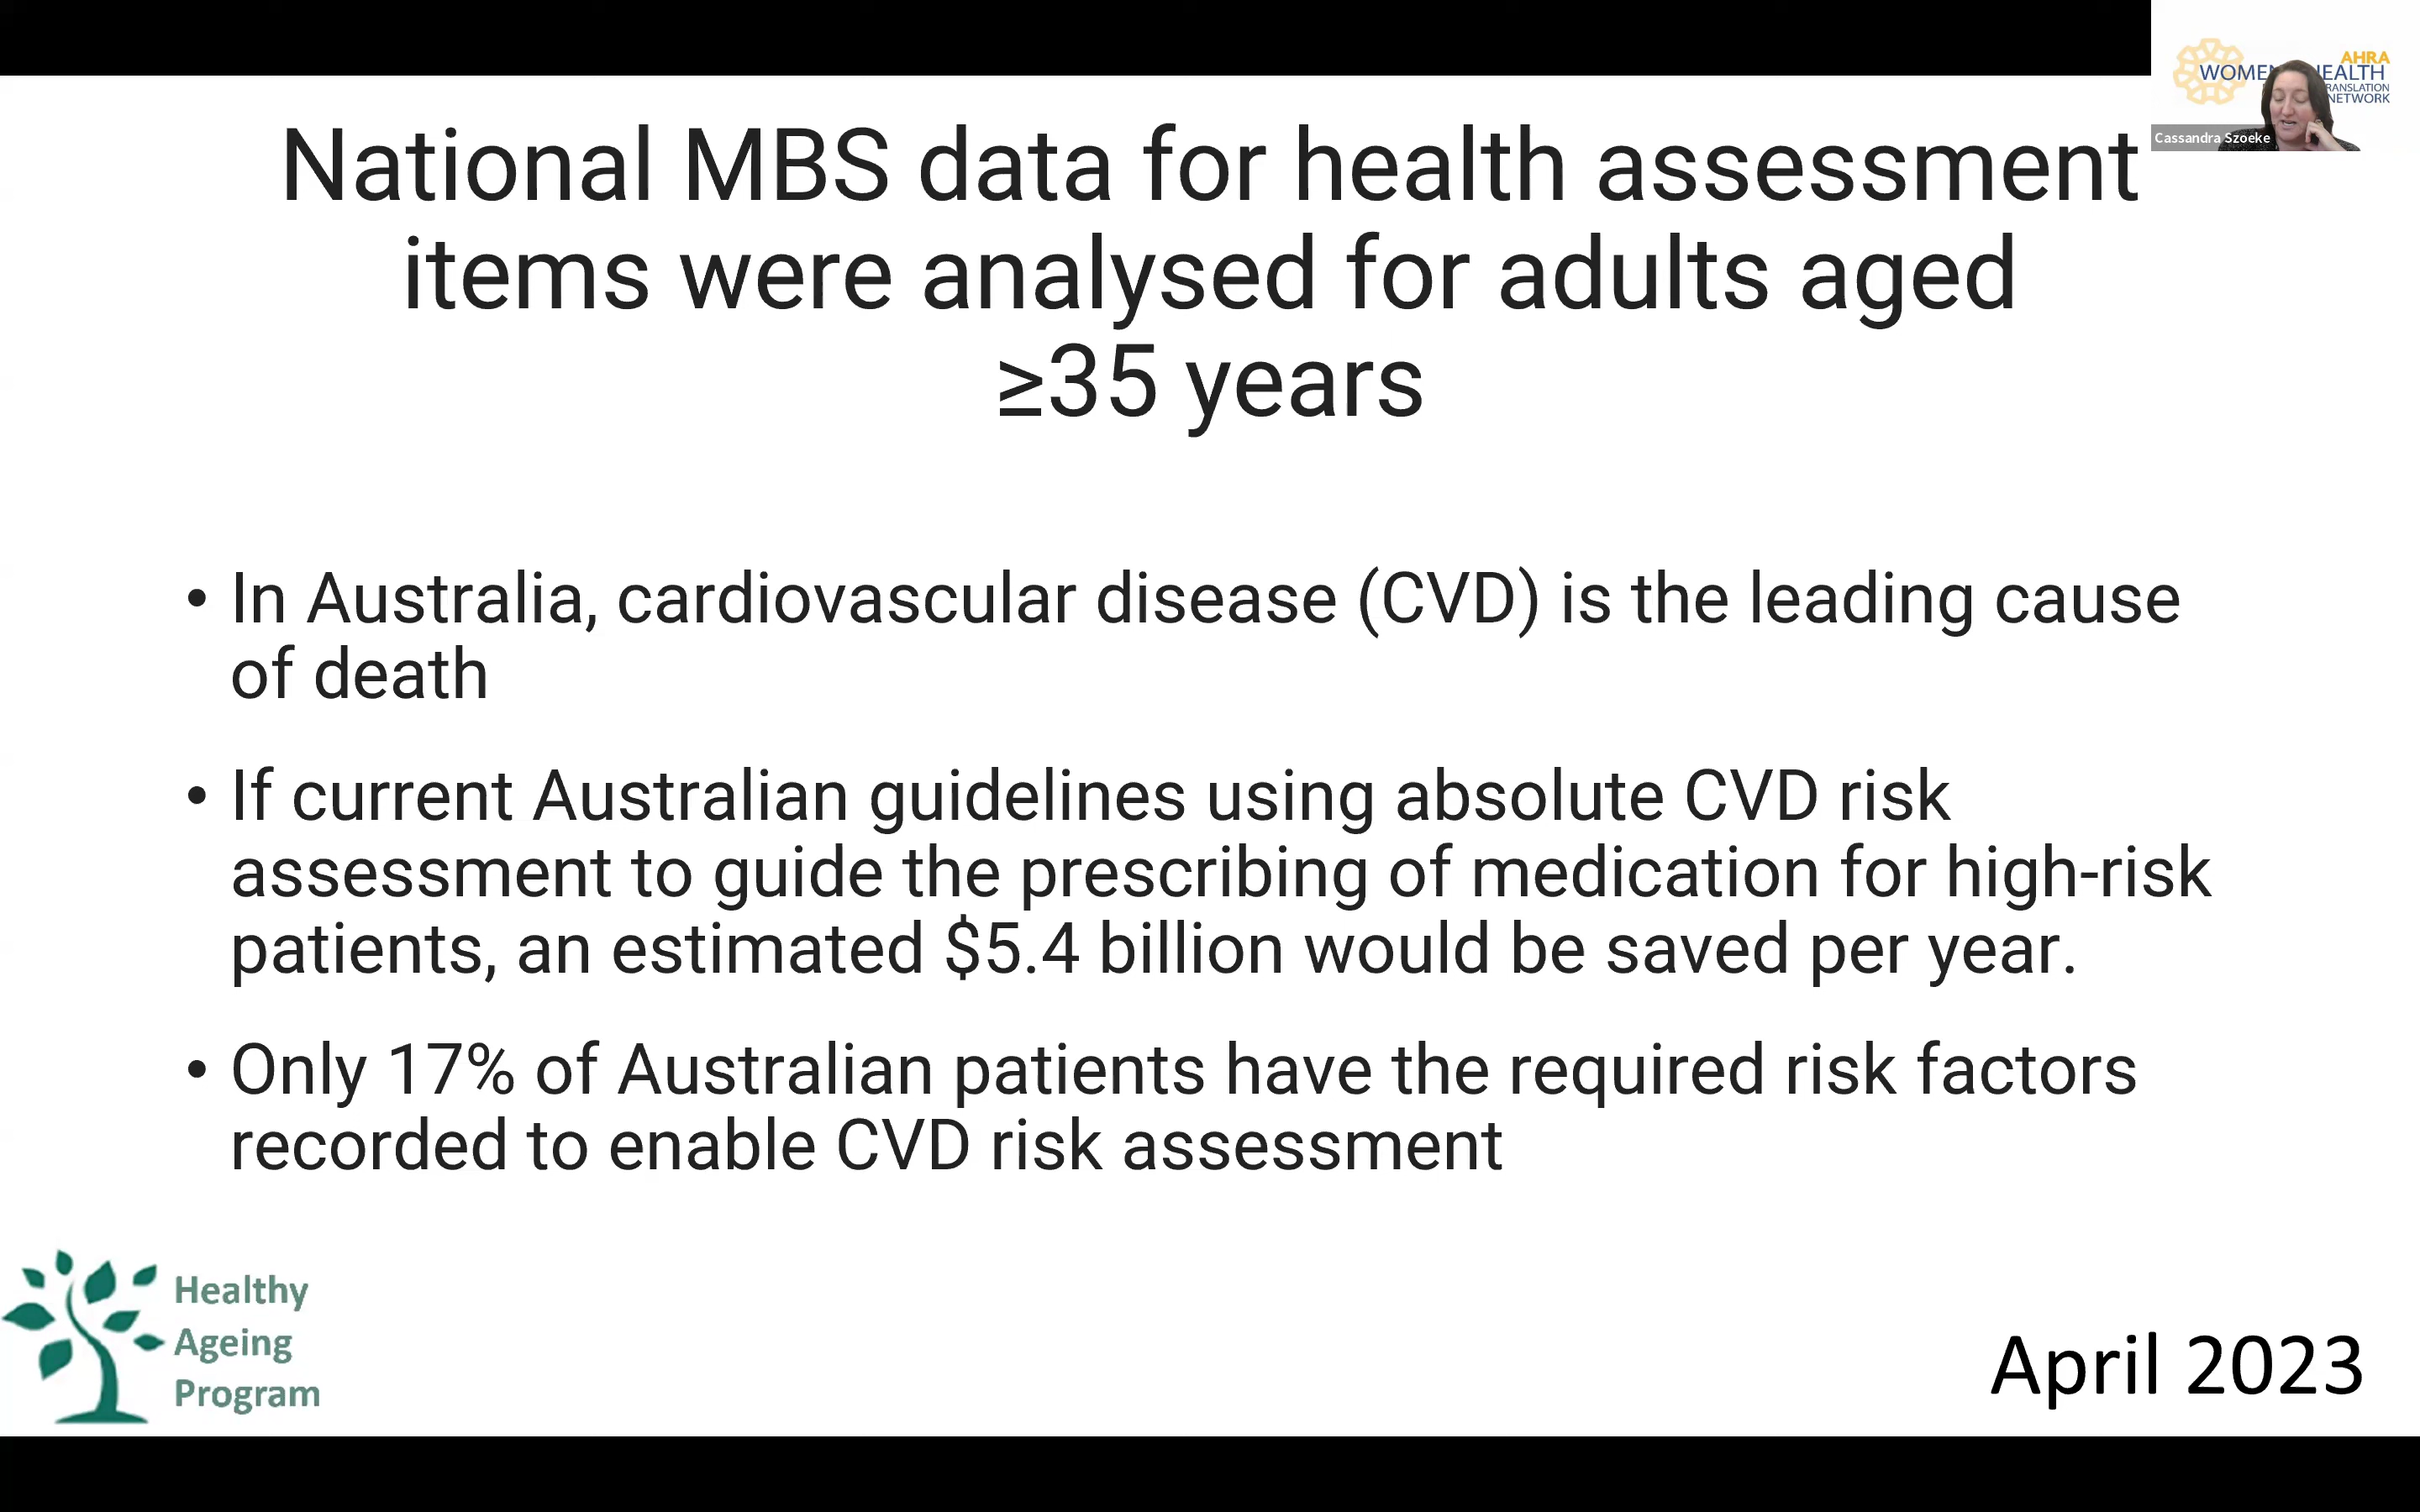 AHRA
WOMEN EALTH
RANSLATION
NETWORK
Cassandra Szoeke
National MBS data for health assessment
items were analysed for adults aged
≥35 years
• In Australia, cardiovascular disease (CVD) is the leading cause
of death
• If current Australian guidelines using absolute CVD risk
assessment to guide the prescribing of medication for high-risk
patients, an estimated $5.4 billion would be saved per year.
• Only 17% of Australian patients have the required risk factors
recorded to enable CVD risk assessment
Healthy
Ageing
Program
April 2023